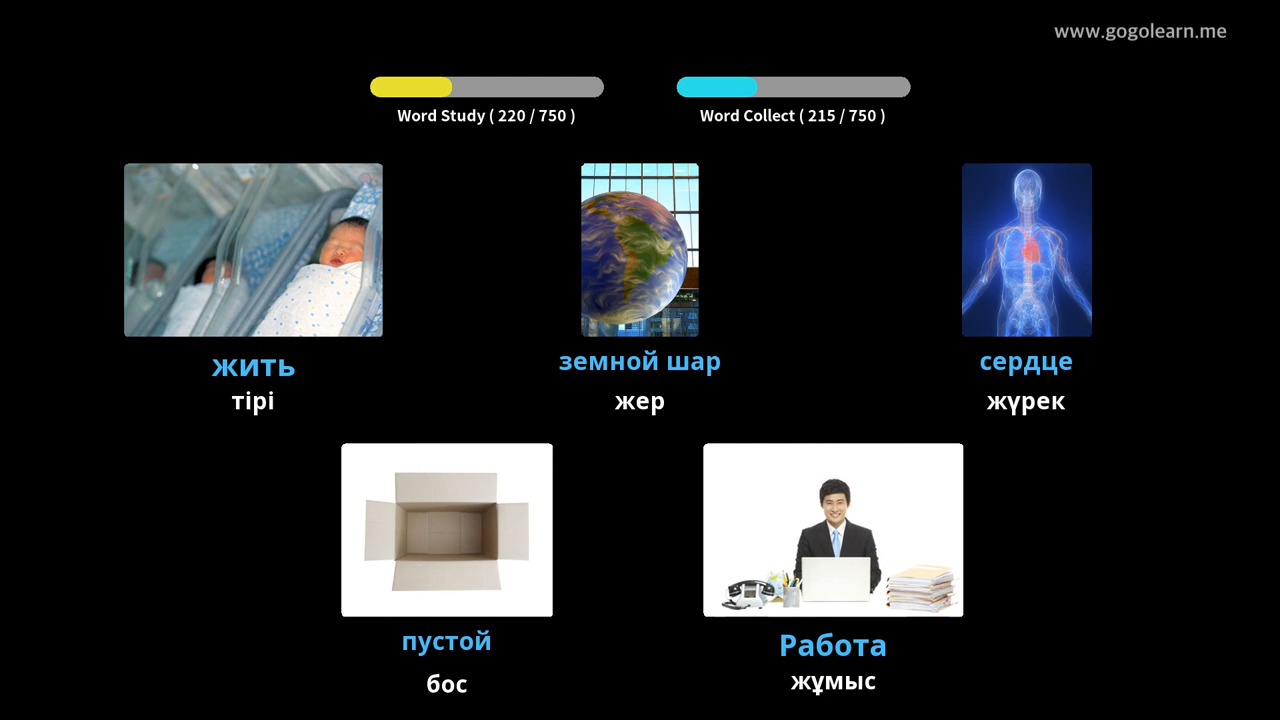 www.gogolearn.me
Word Study ( 220 / 750 )
Word Collect ( 215 / 750 )
жить
тірі
земной шар
жер
сердце
жүрек
пустой
бос
Работа
жұмыс